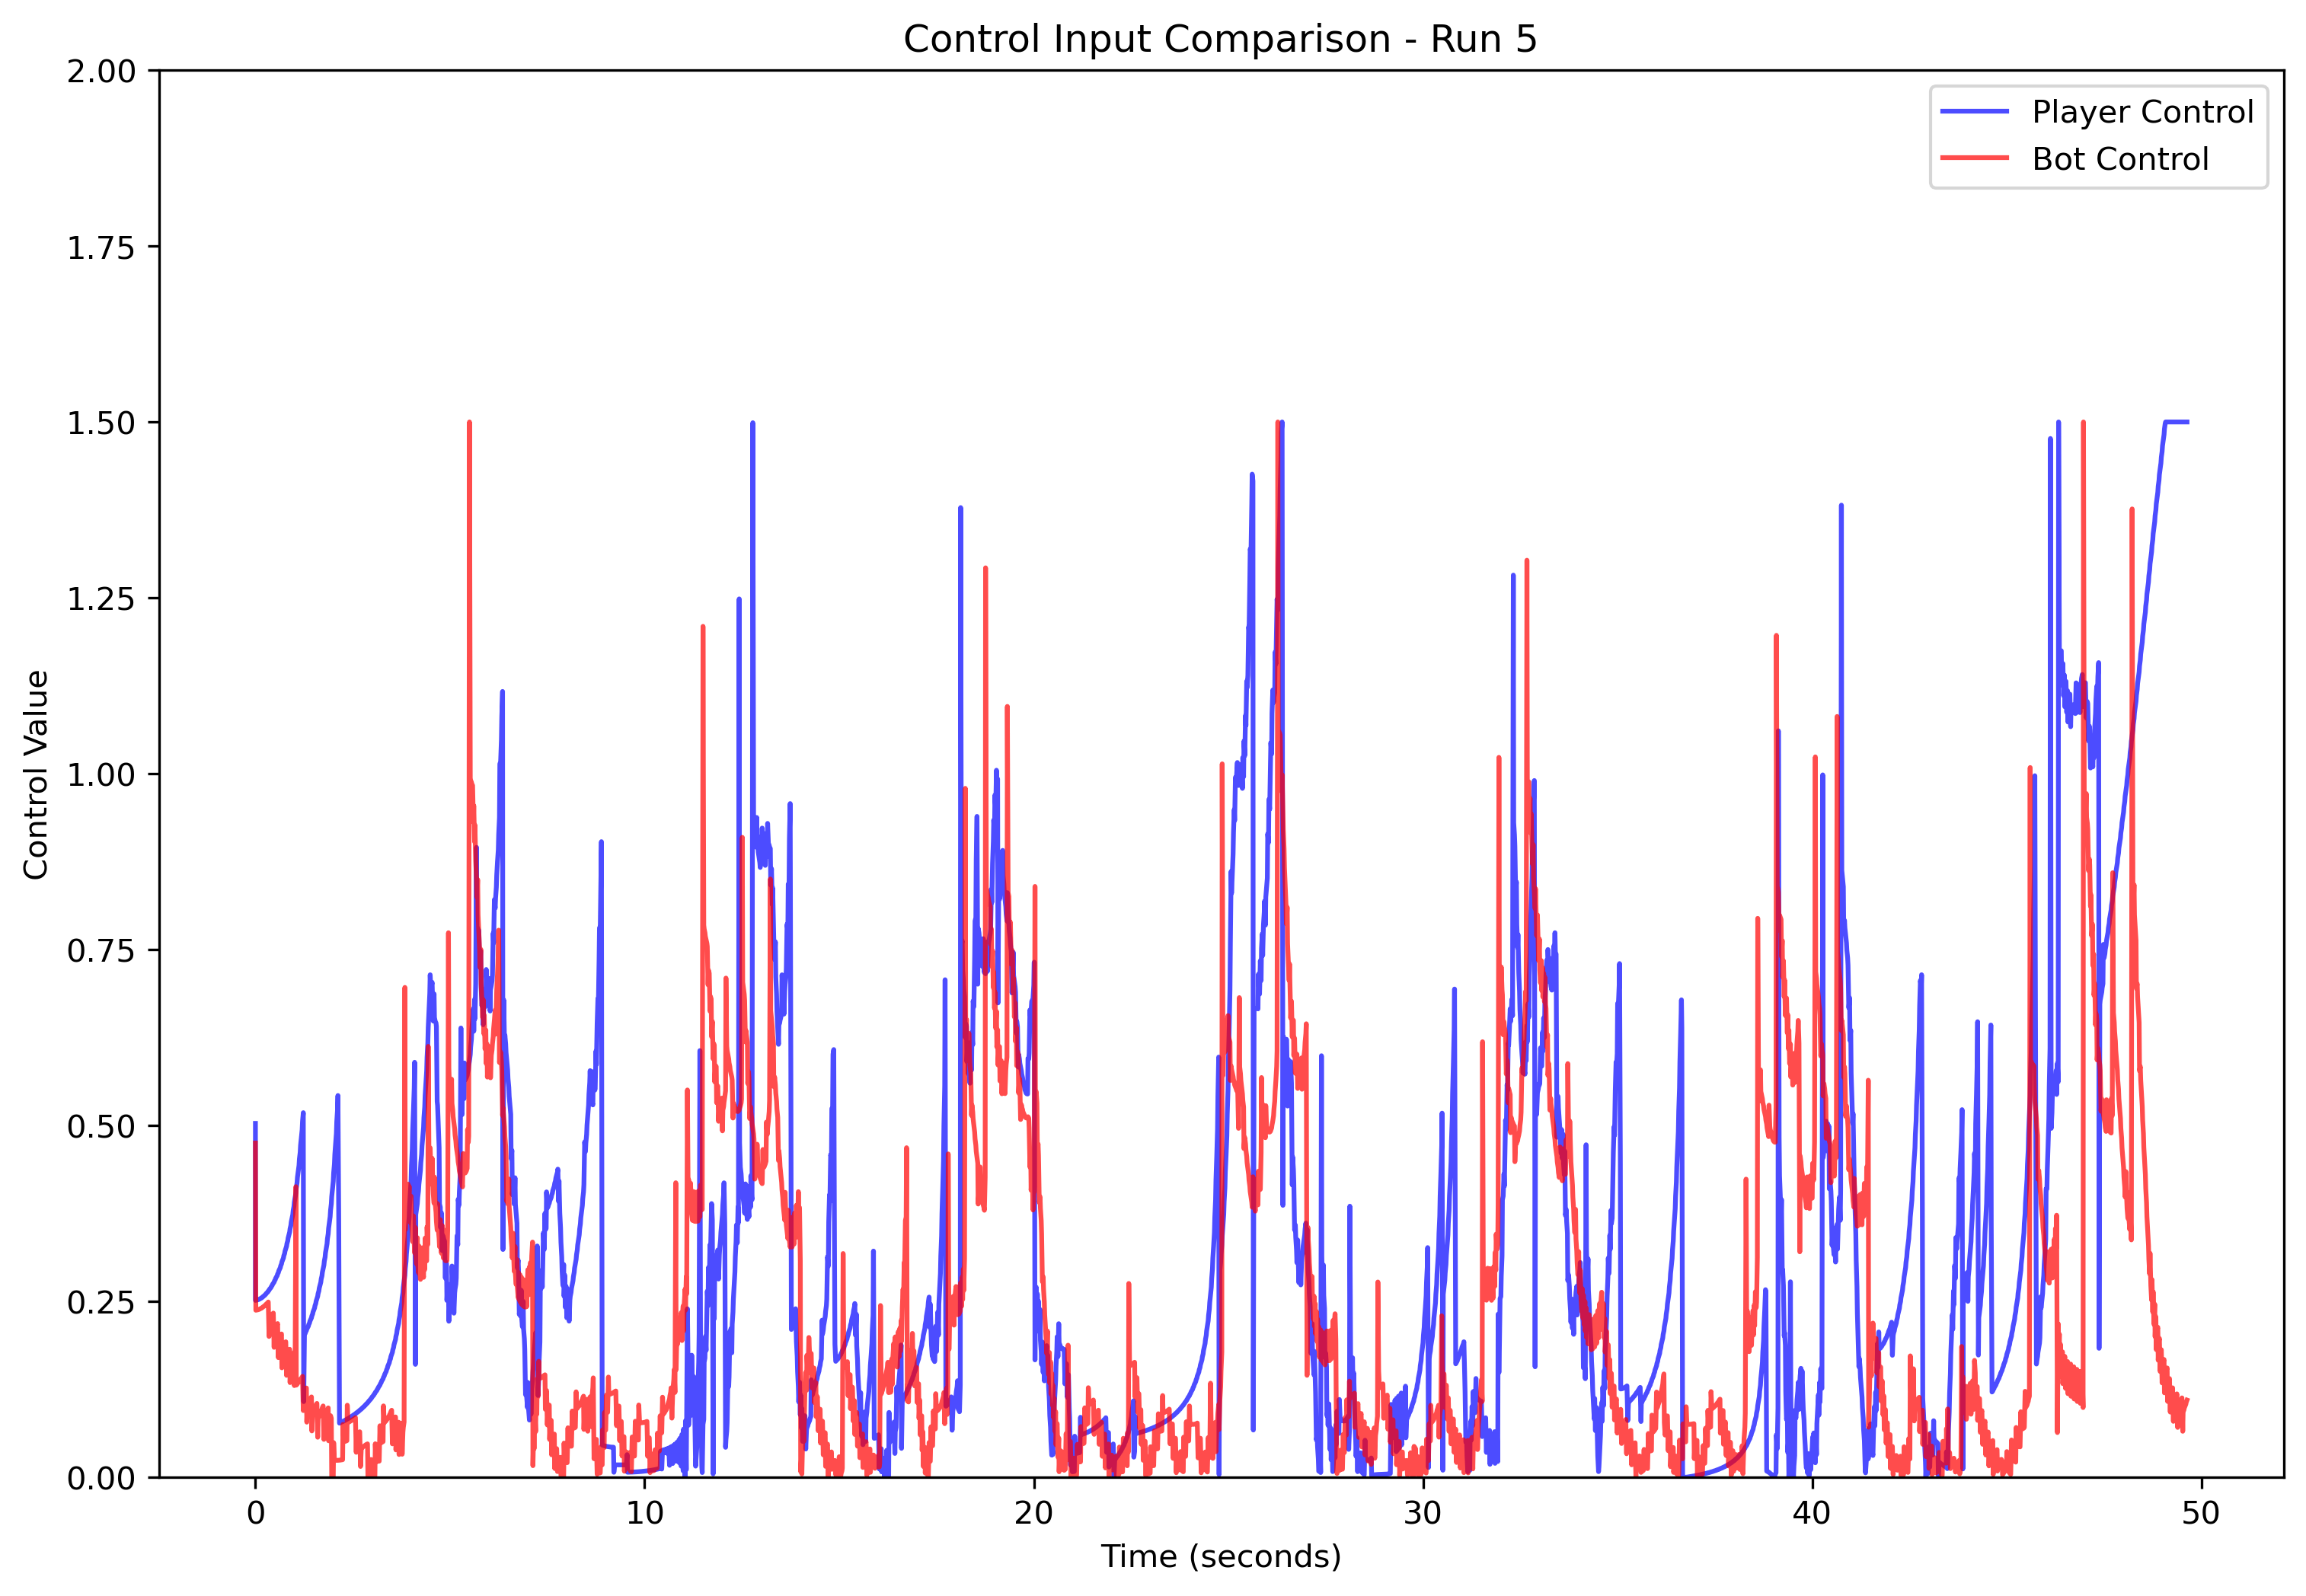 Control Input Comparison - Run 5
2.00
1.75
1.50
1.25
1.00
0.75
0.50
0.25
0.00
Control Value
Player Control
Bot Control
0 10 20 30 40 50
Time (seconds)